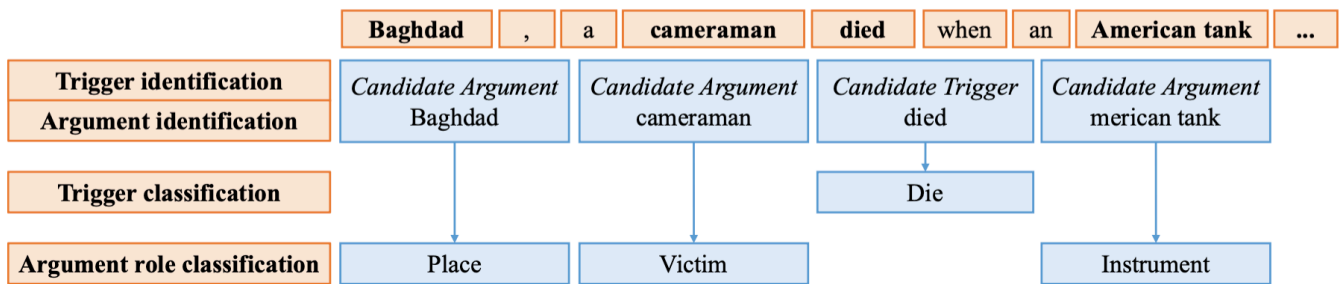 Baghdad , a cameraman died when an American tank ...
Trigger identification
Argument identification
Candidate Argument
Baghdad
Candidate Argument
cameraman
Candidate Trigger
died
Candidate Argument
merican tank
Trigger classification
Die
Argument role classification
Place
Victim
Instrument